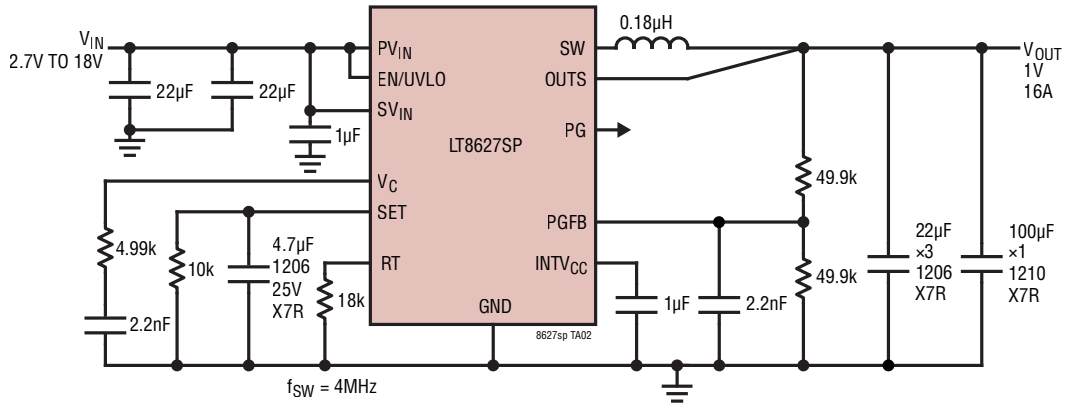 V_IN
2.7V TO 18V
22µF
22µF
1µF
4.99k
2.2nF
10k
4.7µF
1206
25V
X7R
18k
f_SW = 4MHz
PV_IN
EN/UVLO
SV_IN
V_C
SET
RT
LT8627SP
GND
SW
OUTS
PG
PGFB
INTV_CC
8627sp TA02
0.18µH
1µF
2.2nF
49.9k
49.9k
22µF
×3
1206
X7R
100µF
×1
1210
X7R
V_OUT
1V
16A